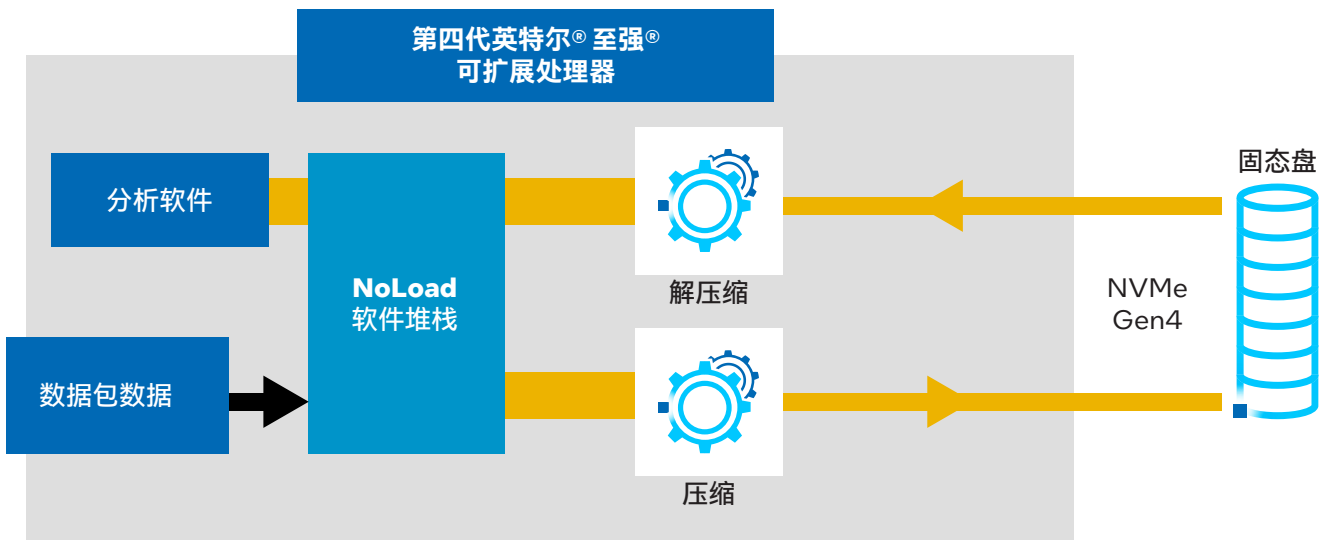 第四代英特尔® 至强®
可扩展处理器
分析软件
NoLoad
软件堆栈
解压缩
固态盘
NVMe
Gen4
数据包数据
压缩